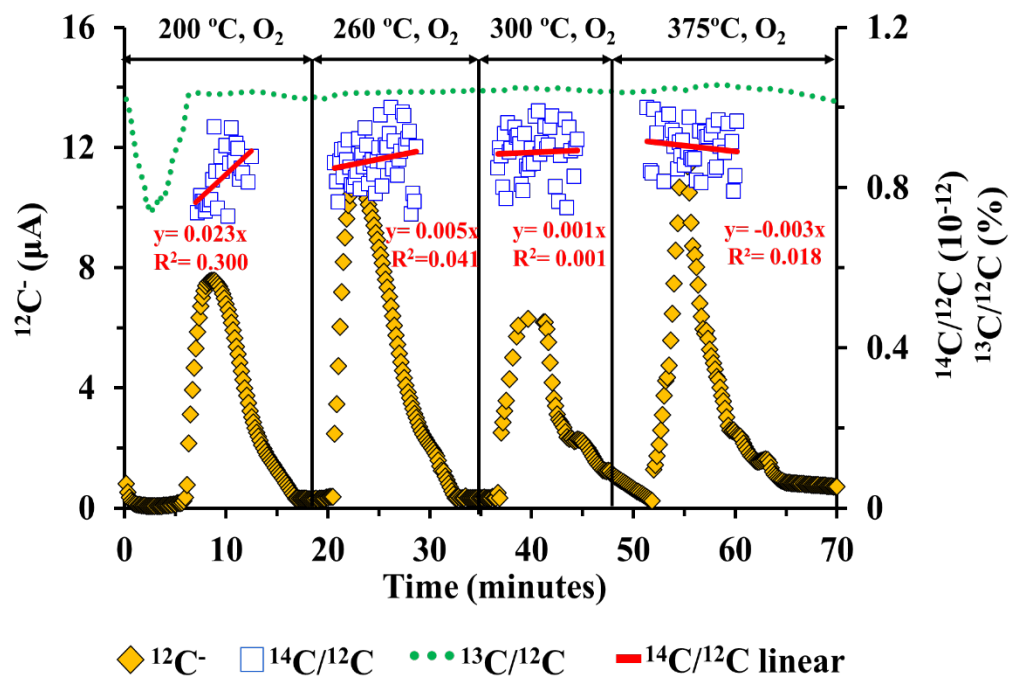 200 ºC, O₂ 260 ºC, O₂ 300 ºC, O₂ 375ºC, O₂
16
12
8
4
0
¹²C⁻ (µA)
1.2
0.8
0.4
0
¹⁴C/¹²C (10⁻¹²)
¹³C/¹²C (%)
y= 0.023x
R²= 0.300
y= 0.005x
R²=0.041
y= 0.001x
R²= 0.001
y= -0.003x
R²= 0.018
0 10 20 30 40 50 60 70
Time (minutes)
¹²C⁻ ¹⁴C/¹²C ¹³C/¹²C ¹⁴C/¹²C linear